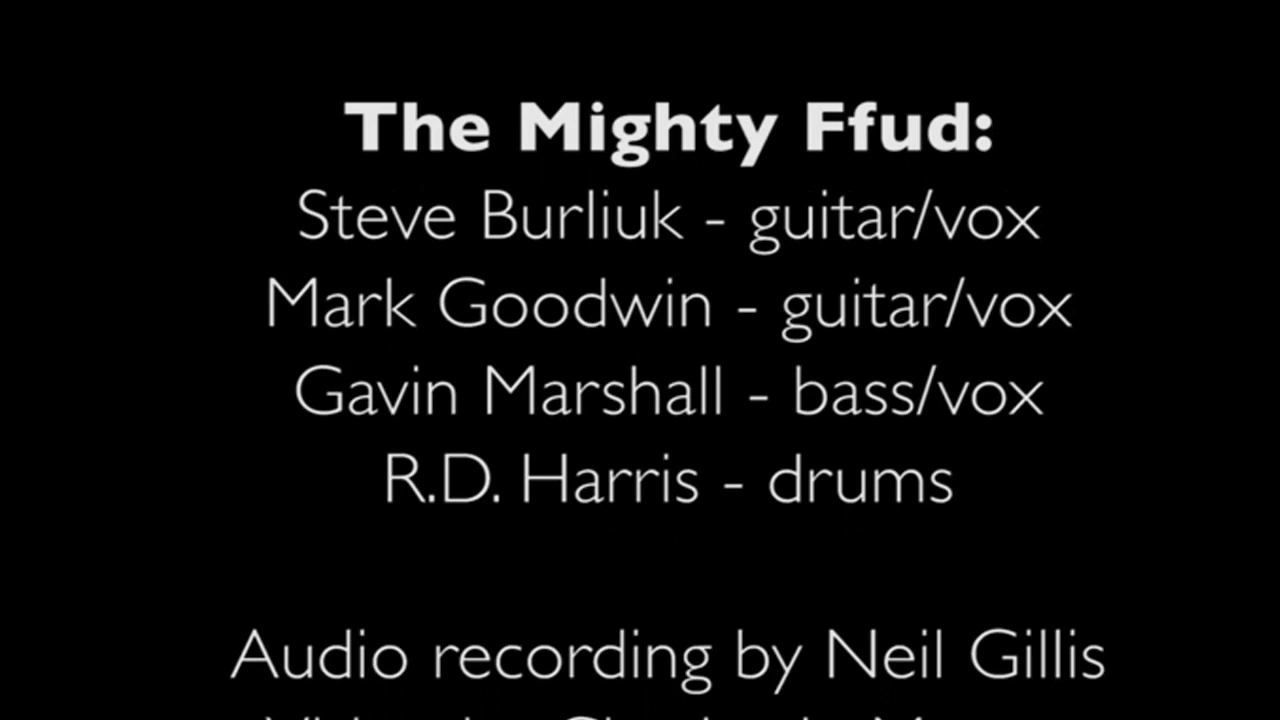 The Mighty Ffud:
Steve Burliuk - guitar/vox
Mark Goodwin - guitar/vox
Gavin Marshall - bass/vox
R.D. Harris - drums
Audio recording by Neil Gillis